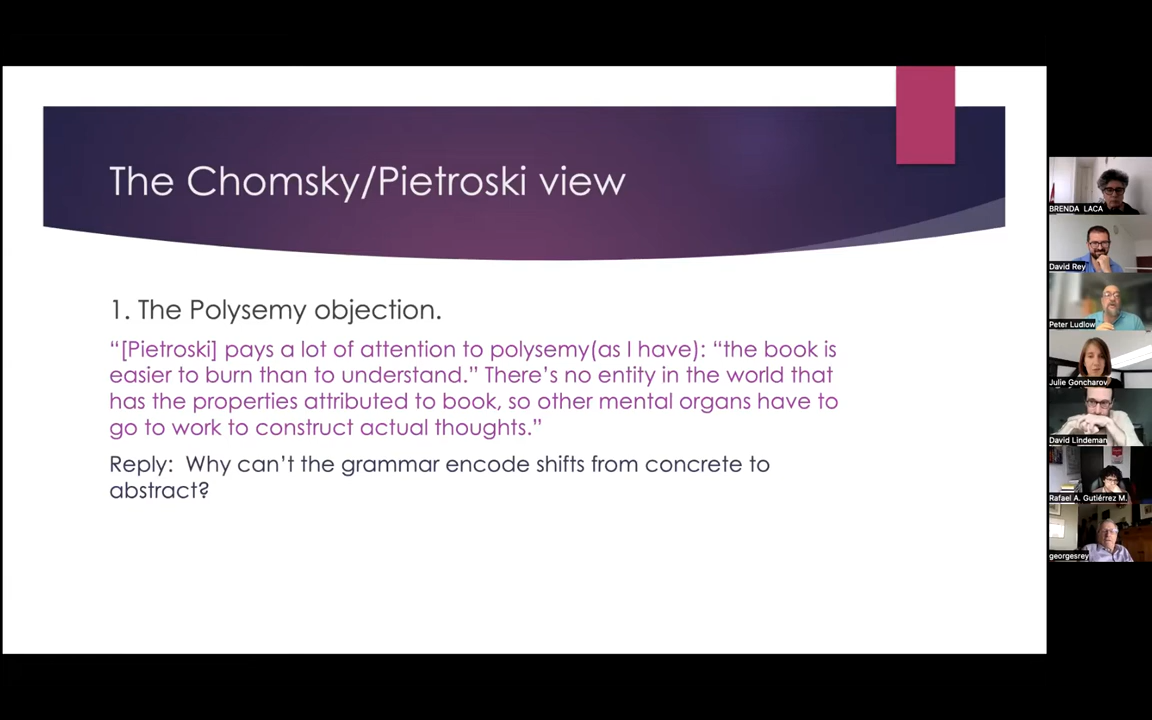 The Chomsky/Pietroski view
1. The Polysemy objection.
“[Pietroski] pays a lot of attention to polysemy(as I have): “the book is
easier to burn than to understand.” There’s no entity in the world that
has the properties attributed to book, so other mental organs have to
go to work to construct actual thoughts.”
Reply:  Why can’t the grammar encode shifts from concrete to
abstract?
BRENDA LACA
David Rey
Peter Ludlow
Julie Goncharov
David Lindeman
Rafael A. Gutiérrez M.
georgesrey